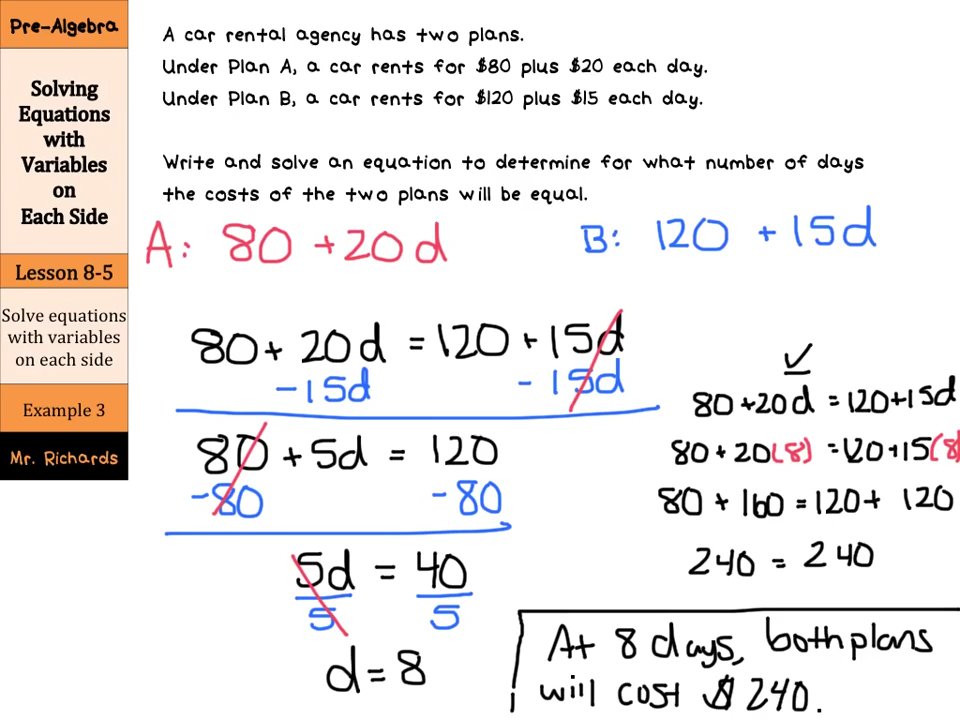 Pre-Algebra
Solving
Equations
with
Variables
on
Each Side
Lesson 8-5
Solve equations
with variables
on each side
Example 3
Mr. Richards
A car rental agency has two plans.
Under Plan A, a car rents for $80 plus $20 each day.
Under Plan B, a car rents for $120 plus $15 each day.
Write and solve an equation to determine for what number of days
the costs of the two plans will be equal.
A: 80 + 20d
B: 120 + 15d
80 + 20d = 120 + 15d
-15d - 15d
80 + 5d = 120
-80 -80
5d = 40
5 5
d = 8
✓
80 + 20d = 120 + 15d
80 + 20(8) = 120 + 15(8)
80 + 160 = 120 + 120
240 = 240
At 8 days, both plans
will cost $240.